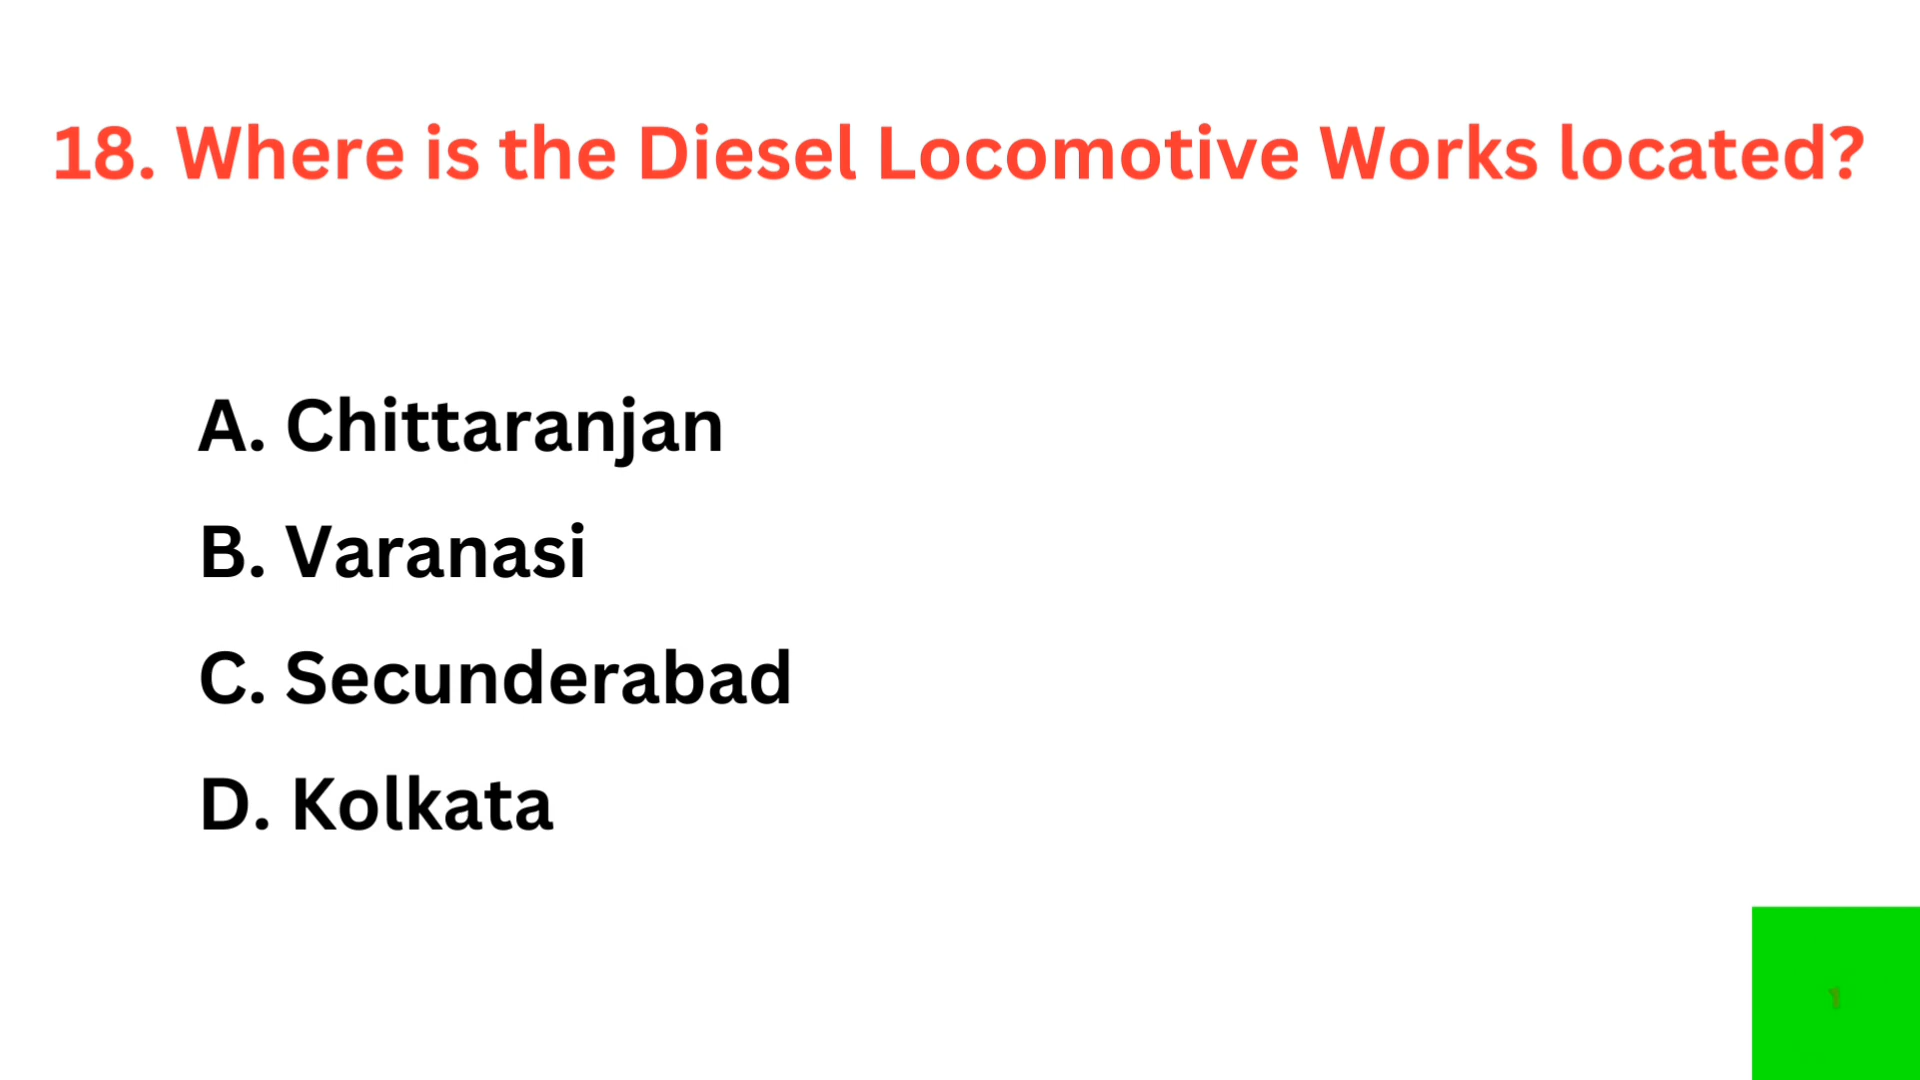 18. Where is the Diesel Locomotive Works located?
A. Chittaranjan
B. Varanasi
C. Secunderabad
D. Kolkata